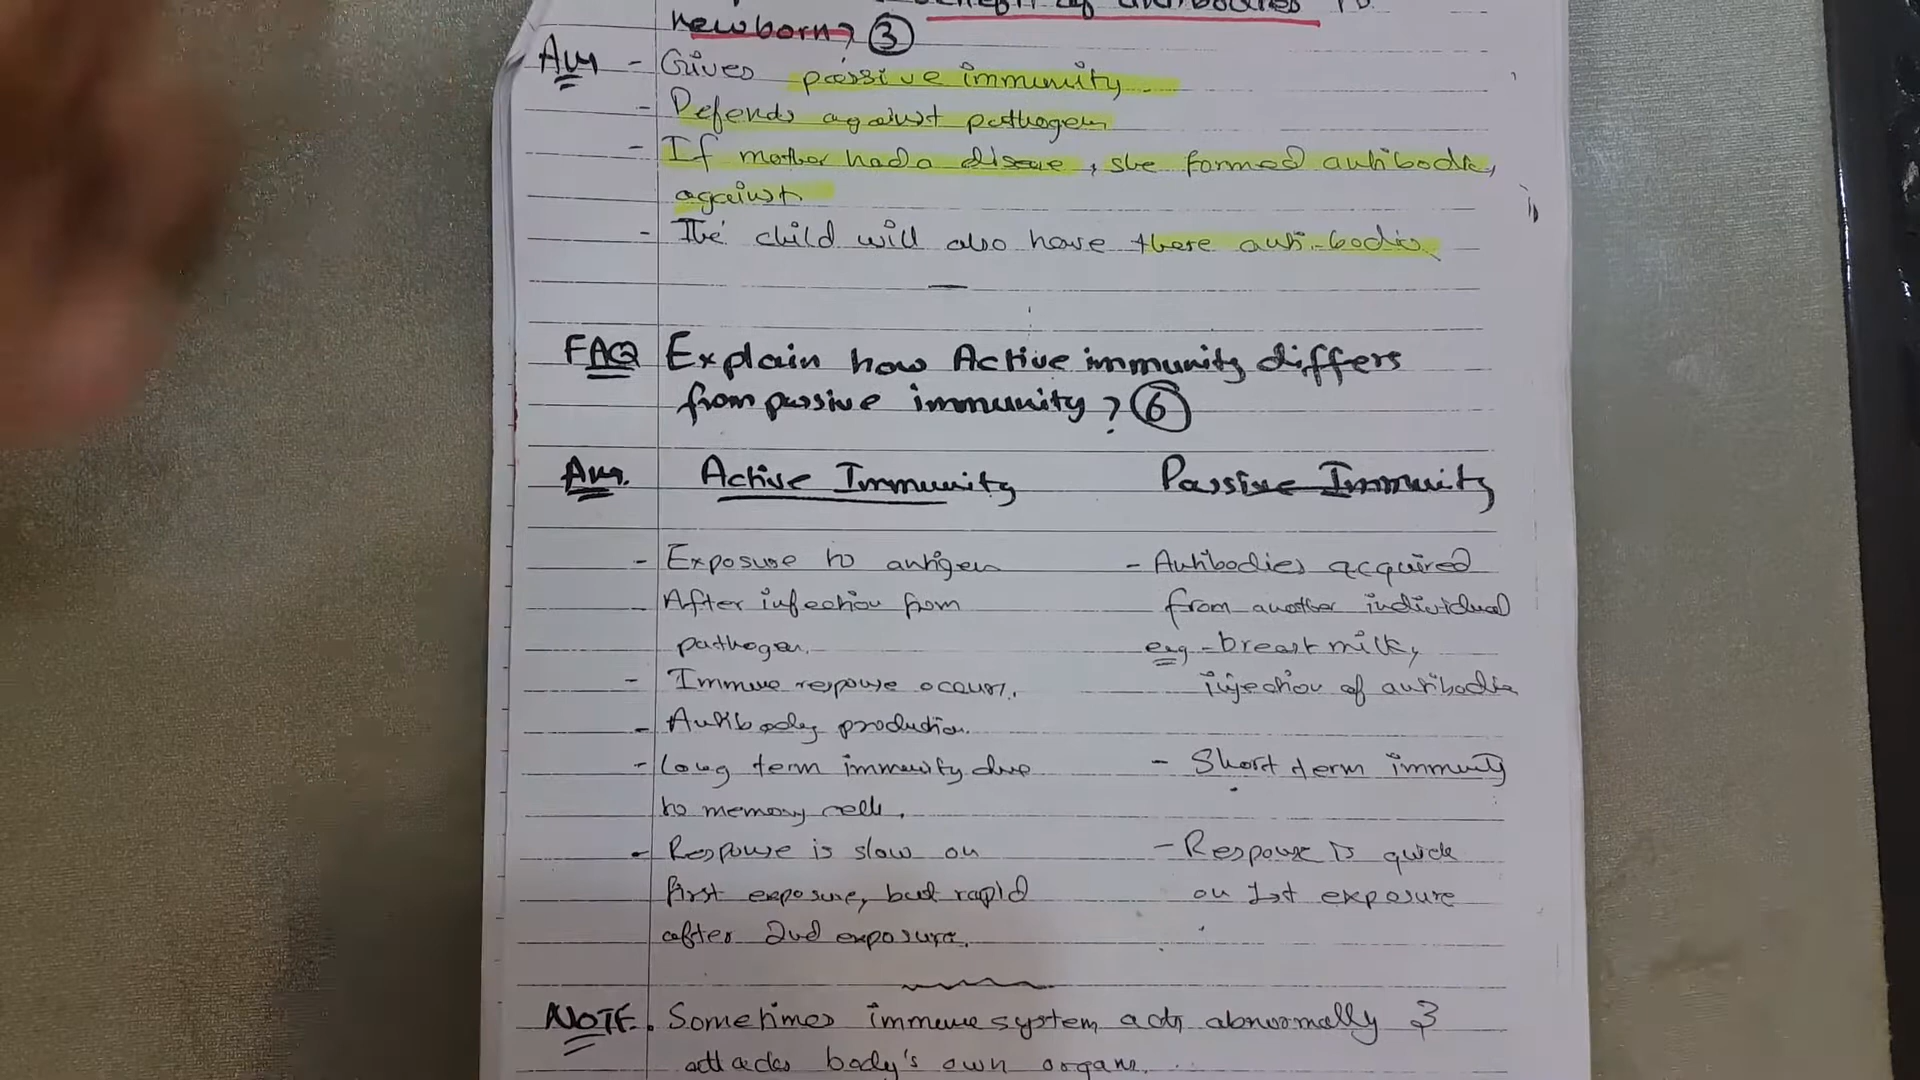 of antibodies to
newborn? ③
Ans - Gives passive immunity.
- Defends against pathogen
- If mother had a disease, she formed antibodies,
against
- The child will also have these anti-bodies
FAQ Explain how Active immunity differs
from passive immunity? ⑥
Ans. Active Immunity Passive Immunity
- Exposure to antigen - Antibodies acquired
- After infection from from another individual
pathogen. eg - breast milk,
- Immune response occurs. injection of antibodies
- Antibody production.
- Long term immunity due - Short term immunity
to memory cells.
- Response is slow on - Response is quick
first exposure, but rapid on 1st exposure
after 2nd exposure.
NOTE. Sometimes immune system acts abnormally &
attacks body's own organs.